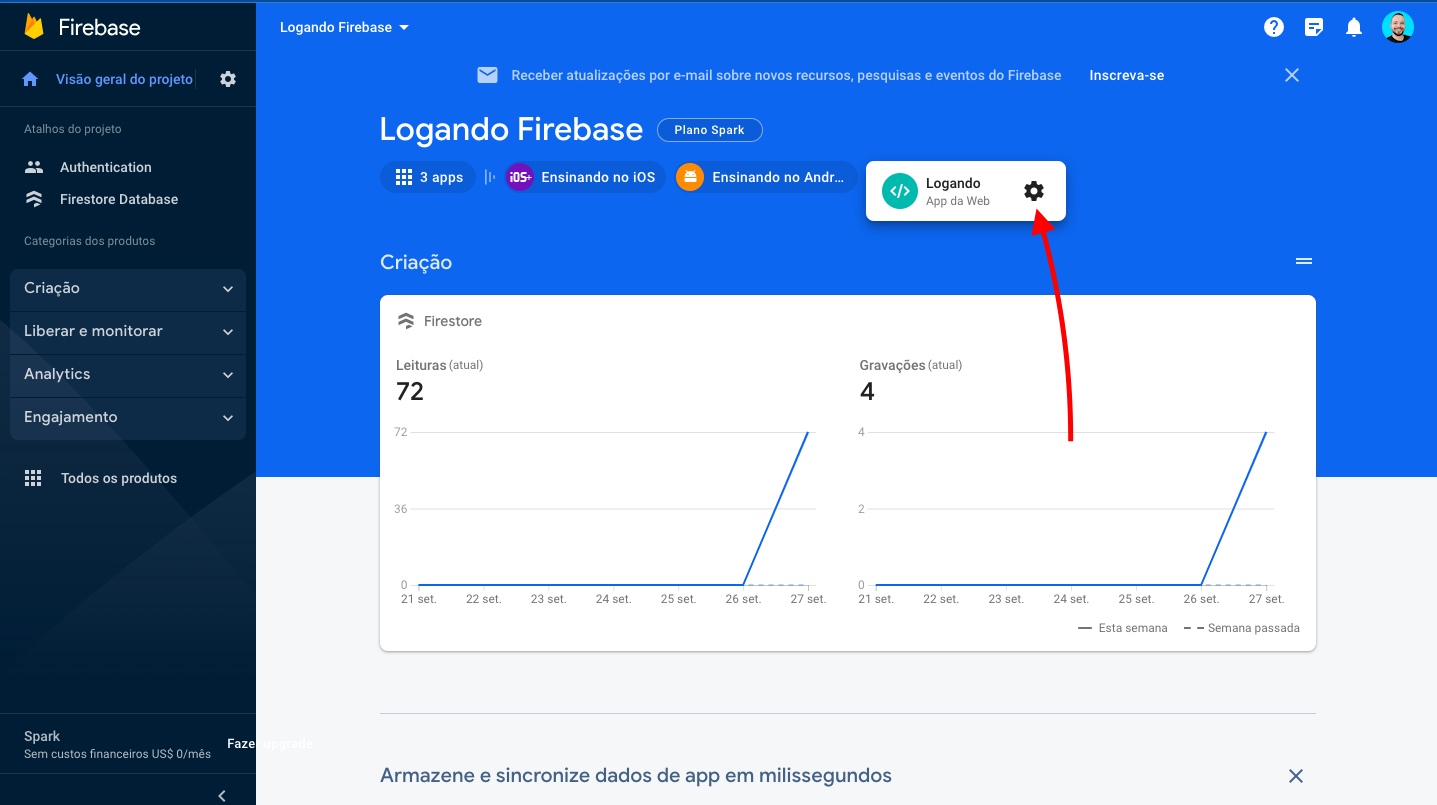 Firebase
Logando Firebase
Visão geral do projeto
Receber atualizações por e-mail sobre novos recursos, pesquisas e eventos do Firebase Inscreva-se
Atalhos do projeto
Authentication
Firestore Database
Categorias dos produtos
Criação
Liberar e monitorar
Analytics
Engajamento
Todos os produtos
Spark
Sem custos financeiros US$ 0/mês
Fazer upgrade
Logando Firebase Plano Spark
3 apps iOS+ Ensinando no iOS Ensinando no Andr...
Logando
App da Web
Criação
Firestore
Leituras (atual)
72
72
36
0
21 set. 22 set. 23 set. 24 set. 25 set. 26 set. 27 set.
Gravações (atual)
4
4
2
0
21 set. 22 set. 23 set. 24 set. 25 set. 26 set. 27 set.
Esta semana Semana passada
Armazene e sincronize dados de app em milissegundos